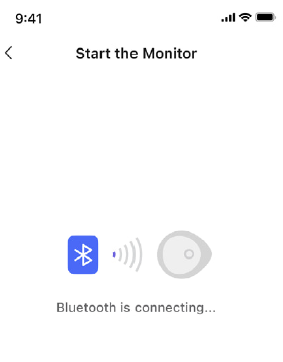 9:41
Start the Monitor
Bluetooth is connecting...